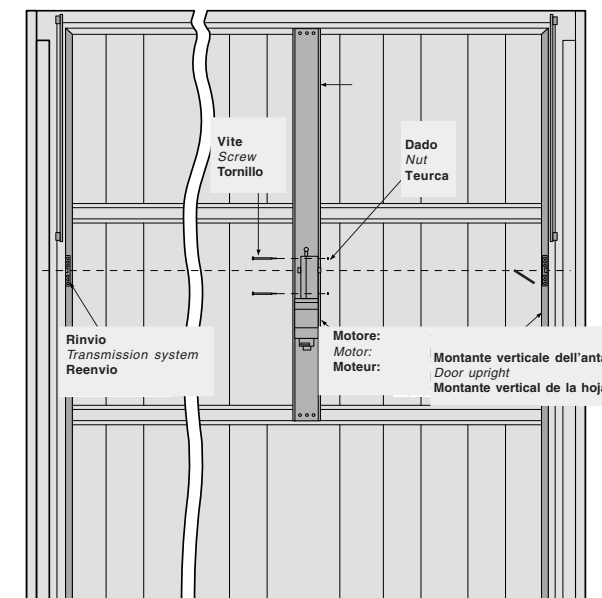 Vite
Screw
Tornillo
Dado
Nut
Teurca
Rinvio
Transmission system
Reenvio
Motore:
Motor:
Moteur:
Montante verticale dell'anta
Door upright
Montante vertical de la hoja